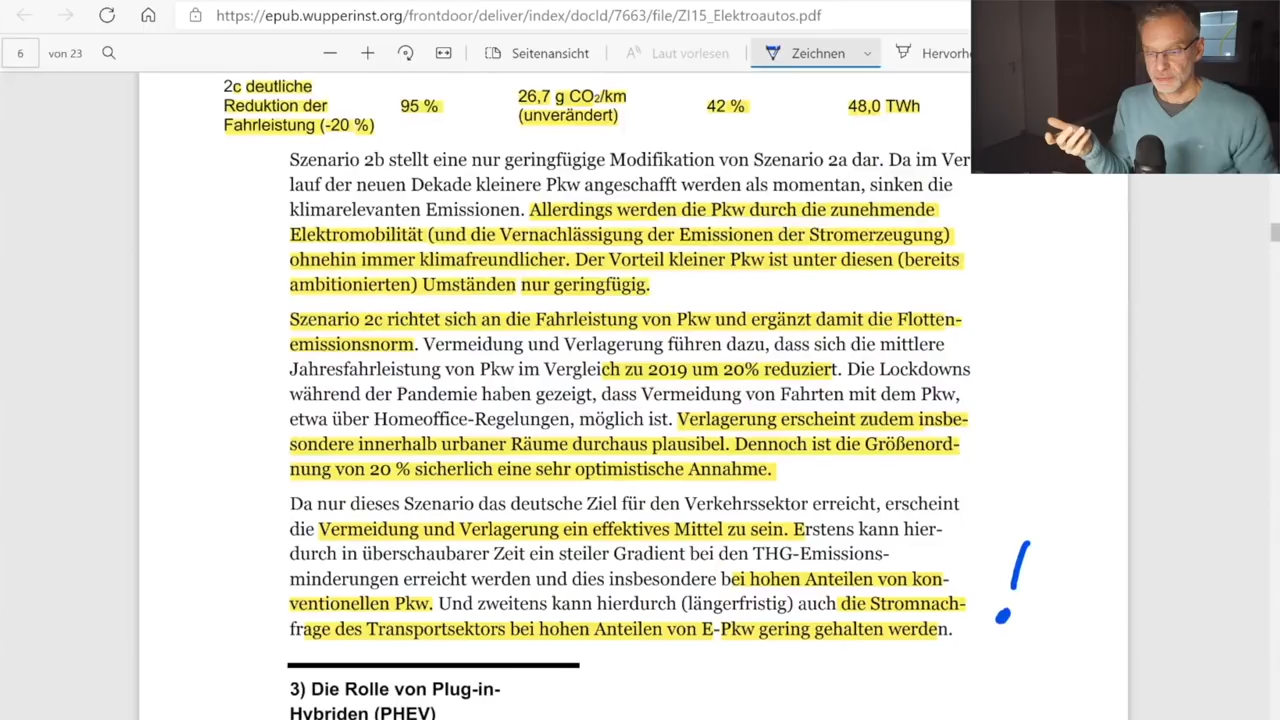 https://epub.wupperinst.org/frontdoor/deliver/index/docId/7663/file/ZI15_Elektroautos.pdf
6 von 23 Seitenansicht Laut vorlesen Zeichnen Hervorh
2c deutliche
Reduktion der
Fahrleistung (-20 %)
95 %
26,7 g CO₂/km
(unverändert)
42 %
48,0 TWh
Szenario 2b stellt eine nur geringfügige Modifikation von Szenario 2a dar. Da im Ver
lauf der neuen Dekade kleinere Pkw angeschafft werden als momentan, sinken die
klimarelevanten Emissionen. Allerdings werden die Pkw durch die zunehmende
Elektromobilität (und die Vernachlässigung der Emissionen der Stromerzeugung)
ohnehin immer klimafreundlicher. Der Vorteil kleiner Pkw ist unter diesen (bereits
ambitionierten) Umständen nur geringfügig.
Szenario 2c richtet sich an die Fahrleistung von Pkw und ergänzt damit die Flotten-
emissionsnorm. Vermeidung und Verlagerung führen dazu, dass sich die mittlere
Jahresfahrleistung von Pkw im Vergleich zu 2019 um 20% reduziert. Die Lockdowns
während der Pandemie haben gezeigt, dass Vermeidung von Fahrten mit dem Pkw,
etwa über Homeoffice-Regelungen, möglich ist. Verlagerung erscheint zudem insbe-
sondere innerhalb urbaner Räume durchaus plausibel. Dennoch ist die Größenord-
nung von 20 % sicherlich eine sehr optimistische Annahme.
Da nur dieses Szenario das deutsche Ziel für den Verkehrssektor erreicht, erscheint
die Vermeidung und Verlagerung ein effektives Mittel zu sein. Erstens kann hier-
durch in überschaubarer Zeit ein steiler Gradient bei den THG-Emissions-
minderungen erreicht werden und dies insbesondere bei hohen Anteilen von kon-
ventionellen Pkw. Und zweitens kann hierdurch (längerfristig) auch die Stromnach-
frage des Transportsektors bei hohen Anteilen von E-Pkw gering gehalten werden.
!
3) Die Rolle von Plug-in-
Hybriden (PHEV)